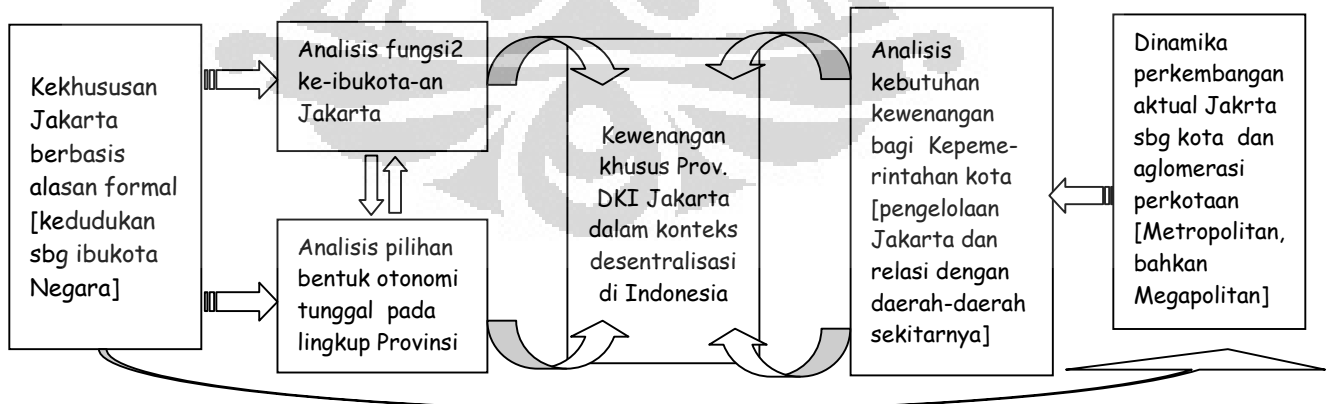 Kekhususan
Jakarta
berbasis
alasan formal
[kedudukan
sbg ibukota
Negara]
Analisis fungsi2
ke-ibukota-an
Jakarta
Analisis pilihan
bentuk otonomi
tunggal pada
lingkup Provinsi
Kewenangan
khusus Prov.
DKI Jakarta
dalam konteks
desentralisasi
di Indonesia
Analisis
kebutuhan
kewenangan
bagi Kepeme-
rintahan kota
[pengelolaan
Jakarta dan
relasi dengan
daerah-daerah
sekitarnya]
Dinamika
perkembangan
aktual Jakrta
sbg kota dan
aglomerasi
perkotaan
[Metropolitan,
bahkan
Megapolitan]